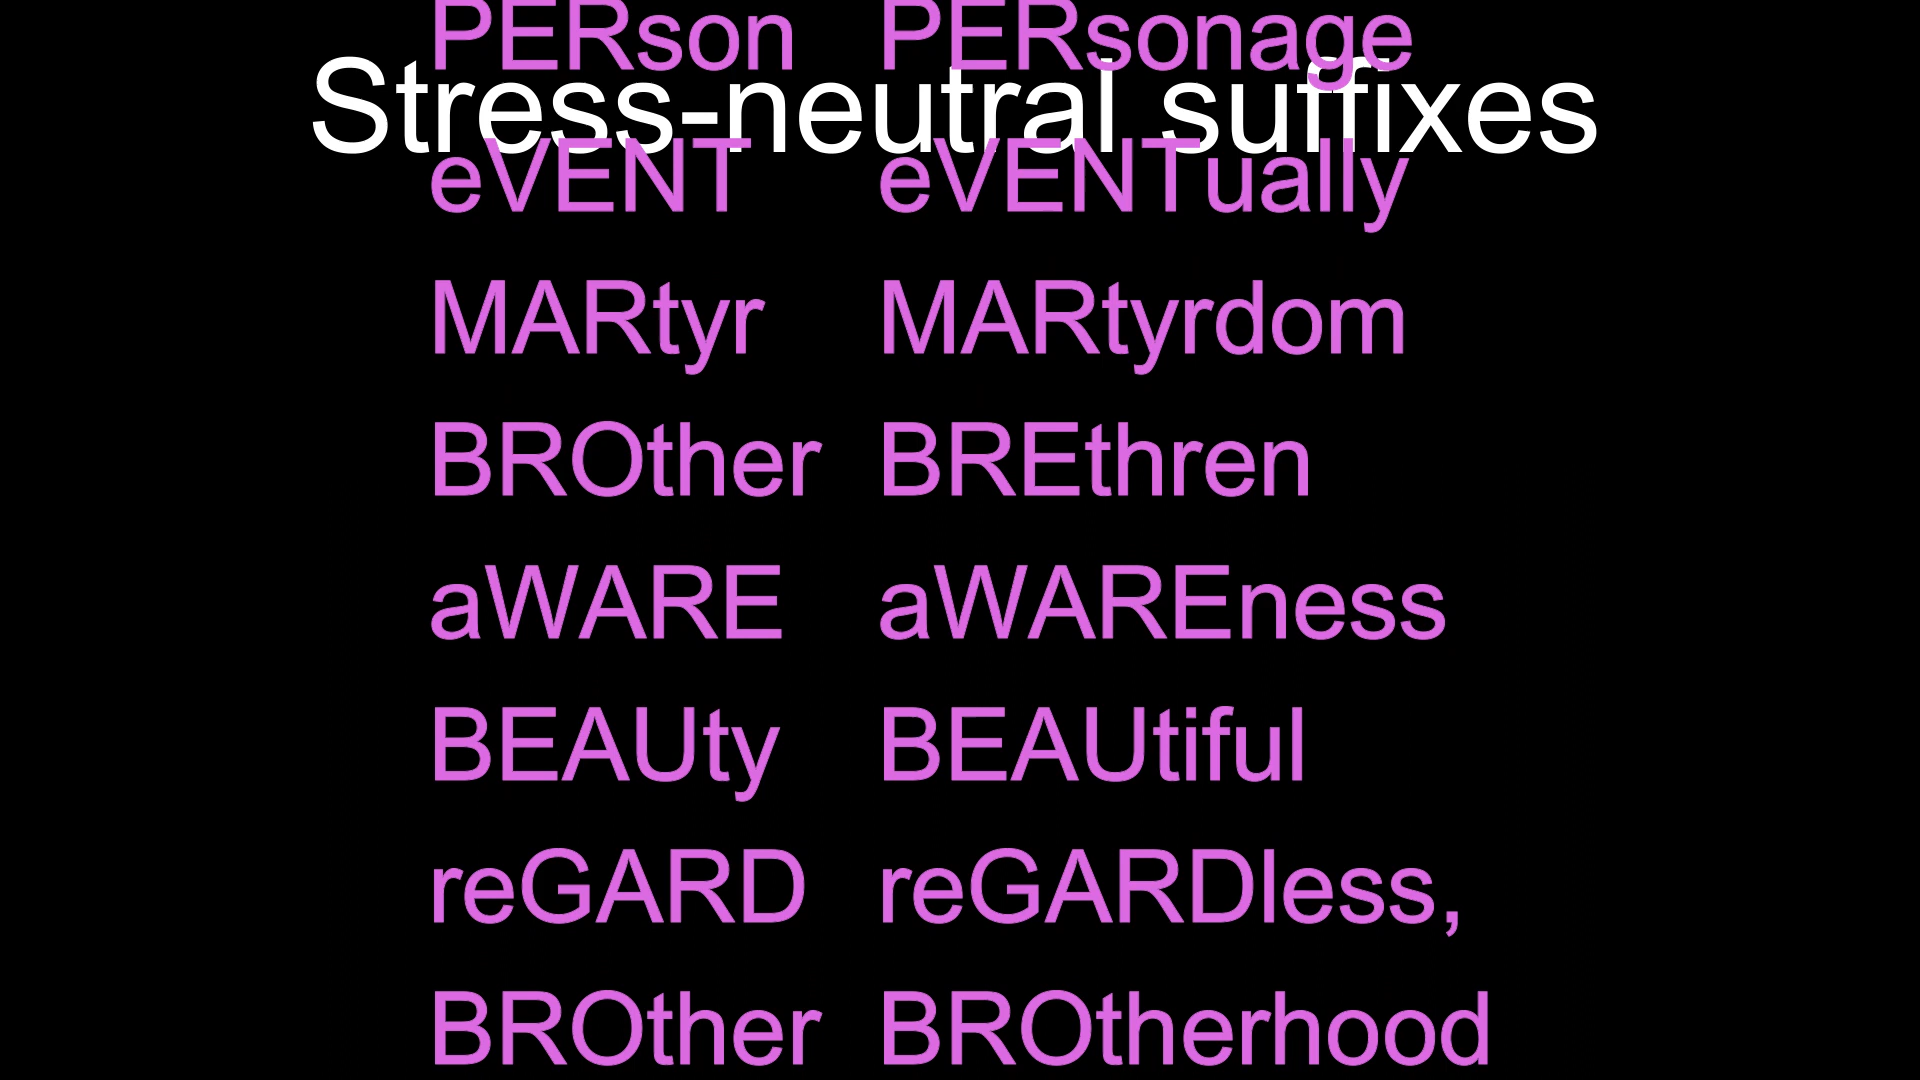 PERson PERsonage
Stress-neutral suffixes
eVENT eVENTually
MARtyr MARtyrdom
BROther BREthren
aWARE aWAREness
BEAUty BEAUtiful
reGARD reGARDless,
BROther BROtherhood